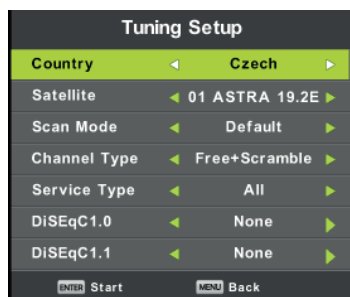 Tuning Setup
Country Czech
Satellite 01 ASTRA 19.2E
Scan Mode Default
Channel Type Free+Scramble
Service Type All
DiSEqC1.0 None
DiSEqC1.1 None
ENTER Start MENU Back